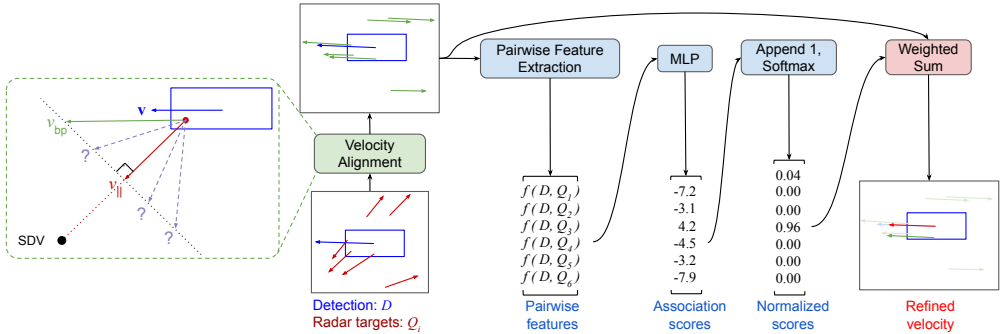 Pairwise Feature
Extraction
MLP
Append 1,
Softmax
Weighted
Sum
v
v_bp
?
?
?
v_||
SDV
Velocity
Alignment
f(D, Q_1)
f(D, Q_2)
f(D, Q_3)
f(D, Q_4)
f(D, Q_5)
f(D, Q_6)
-7.2
-3.1
4.2
-4.5
-3.2
-7.9
0.04
0.00
0.00
0.96
0.00
0.00
0.00
Detection: D
Radar targets: Q_i
Pairwise
features
Association
scores
Normalized
scores
Refined
velocity